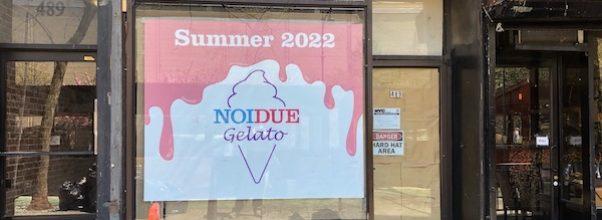 489
Summer 2022
NOIDUE
Gelato
DANGER
HARD HAT
AREA